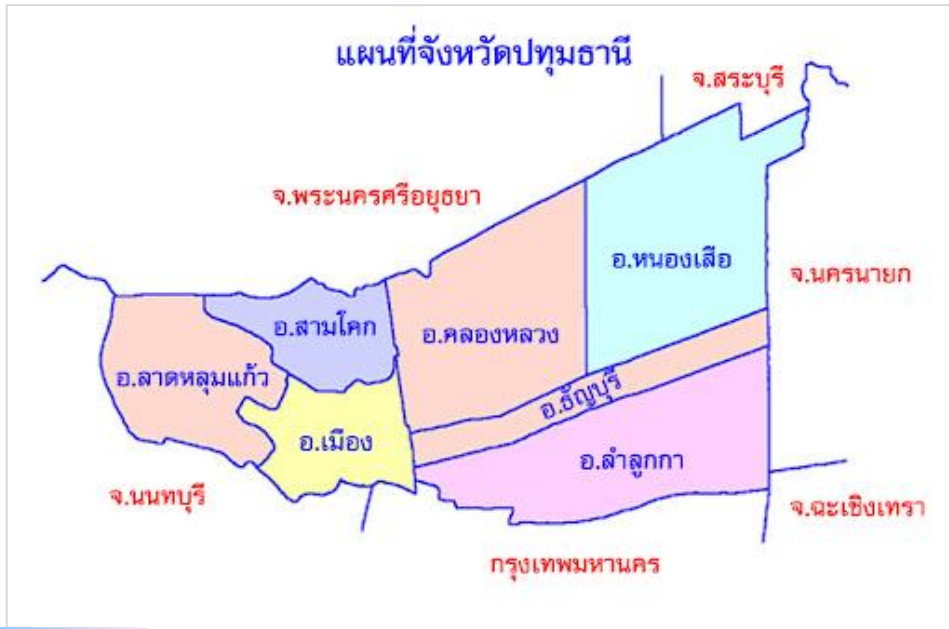 แผนที่จังหวัดปทุมธานี
จ.สระบุรี
จ.พระนครศรีอยุธยา
อ.หนองเสือ
จ.นครนายก
อ.สามโคก
อ.คลองหลวง
อ.ลาดหลุมแก้ว
อ.ธัญบุรี
อ.เมือง
อ.ลำลูกกา
จ.นนทบุรี
จ.ฉะเชิงเทรา
กรุงเทพมหานคร